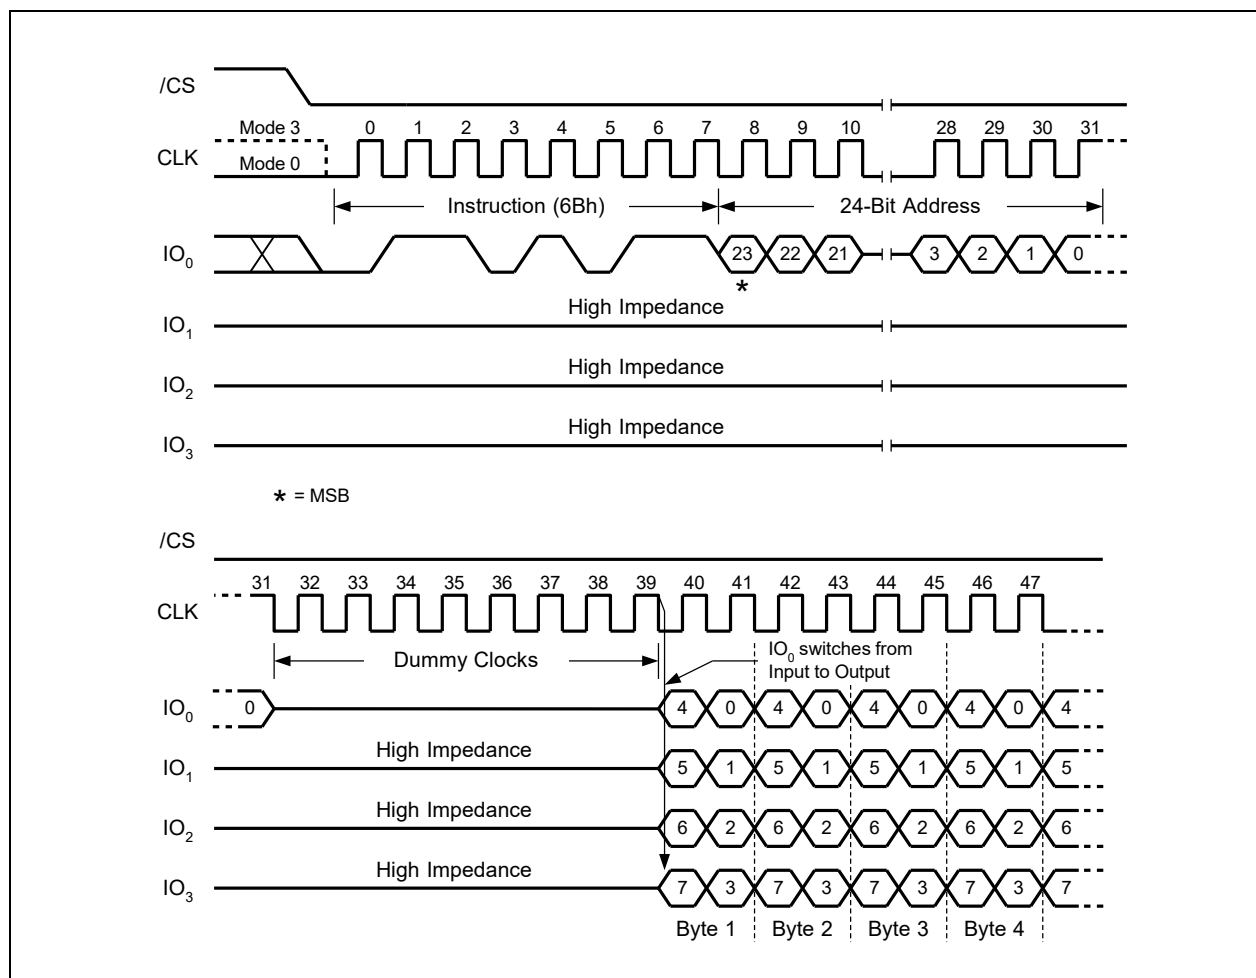 /CS
Mode 3 0 1 2 3 4 5 6 7 8 9 10 28 29 30 31
CLK
Mode 0
Instruction (6Bh) 24-Bit Address
IO0 23 22 21 3 2 1 0
*
High Impedance
IO1
High Impedance
IO2
High Impedance
IO3
* = MSB
/CS
31 32 33 34 35 36 37 38 39 40 41 42 43 44 45 46 47
CLK
Dummy Clocks
IO0 switches from
Input to Output
IO0 0 4 0 4 0 4 0 4 0 4
High Impedance
IO1 5 1 5 1 5 1 5 1 5
High Impedance
IO2 6 2 6 2 6 2 6 2 6
High Impedance
IO3 7 3 7 3 7 3 7 3 7
Byte 1 Byte 2 Byte 3 Byte 4